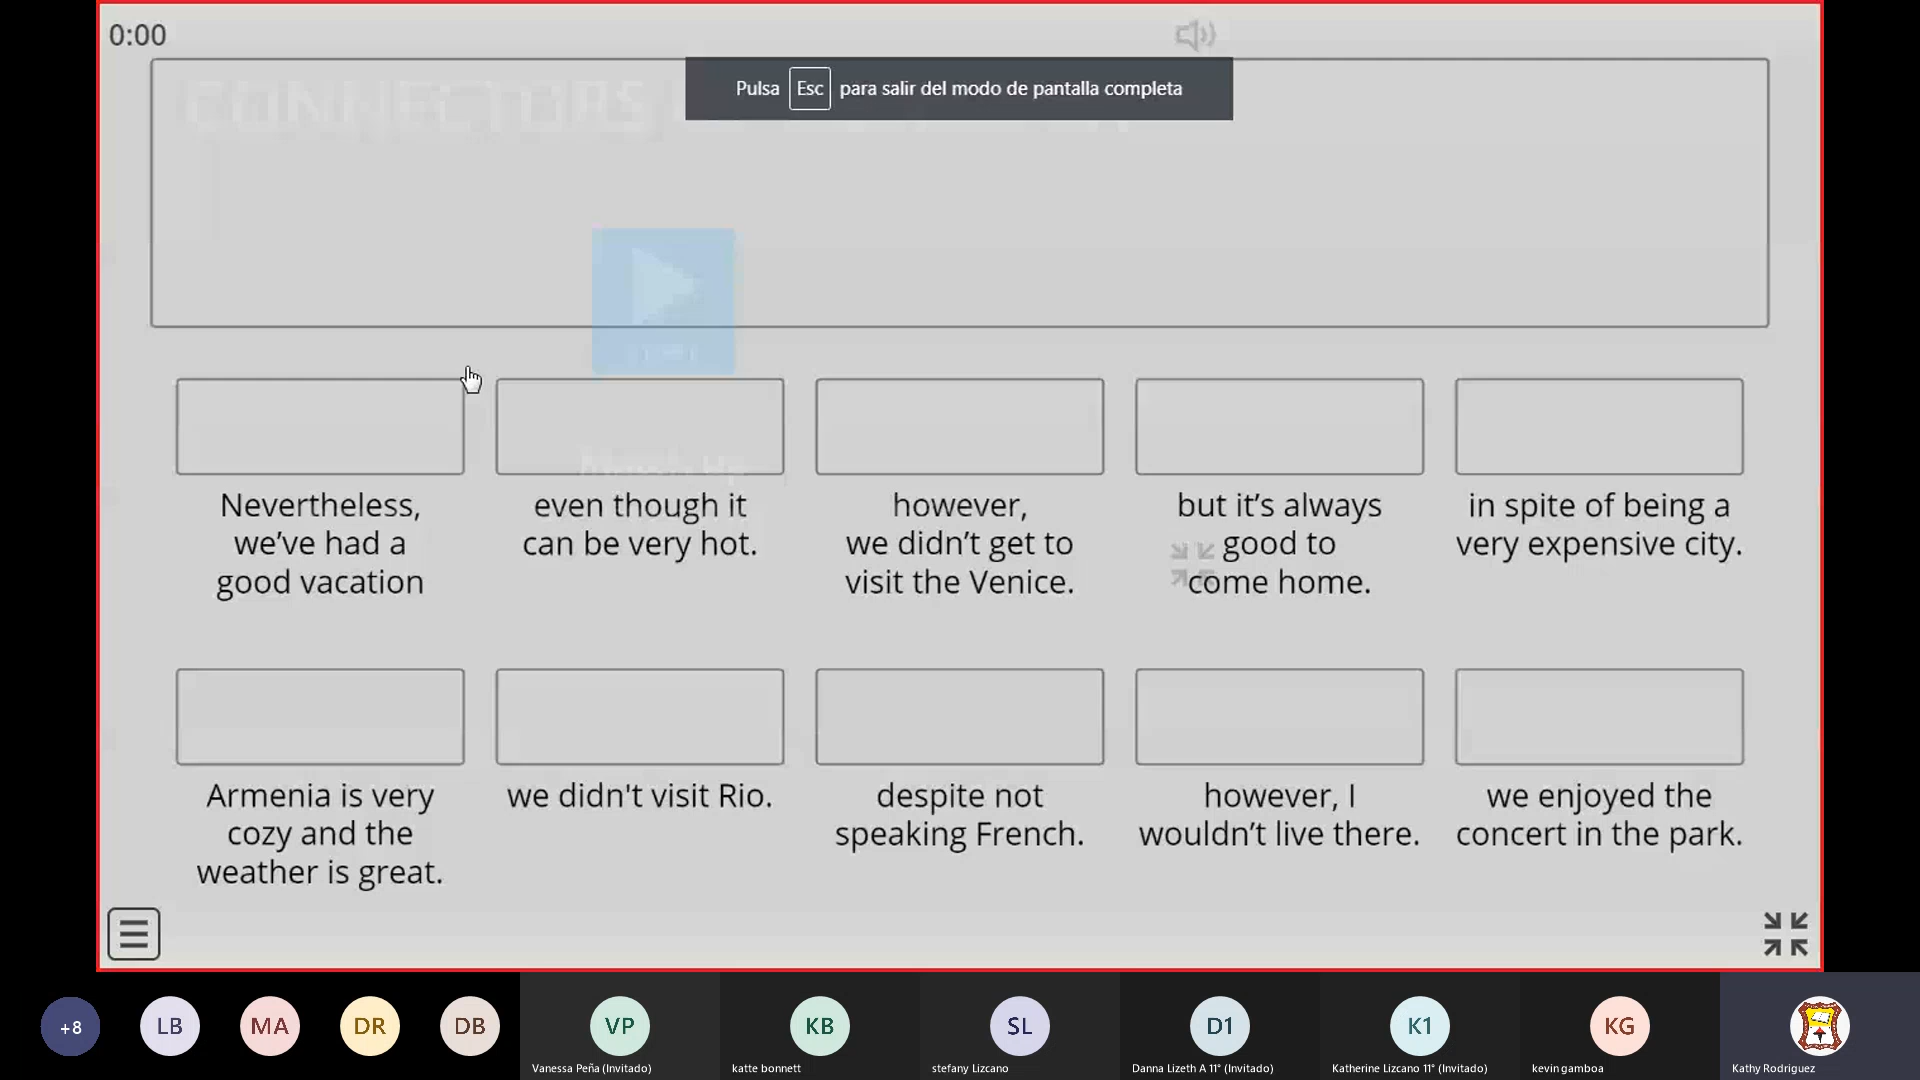 0:00
CONNECTORS
Pulsa Esc para salir del modo de pantalla completa
Nevertheless,
we’ve had a
good vacation
even though it
can be very hot.
however,
we didn’t get to
visit the Venice.
but it’s always
good to
come home.
in spite of being a
very expensive city.
Armenia is very
cozy and the
weather is great.
we didn't visit Rio.
despite not
speaking French.
however, I
wouldn’t live there.
we enjoyed the
concert in the park.
+8
LB
MA
DR
DB
VP
Vanessa Peña (Invitado)
KB
katte bonnett
SL
stefany Lizcano
D1
Danna Lizeth A 11° (Invitado)
K1
Katherine Lizcano 11° (Invitado)
KG
kevin gamboa
Kathy Rodriguez